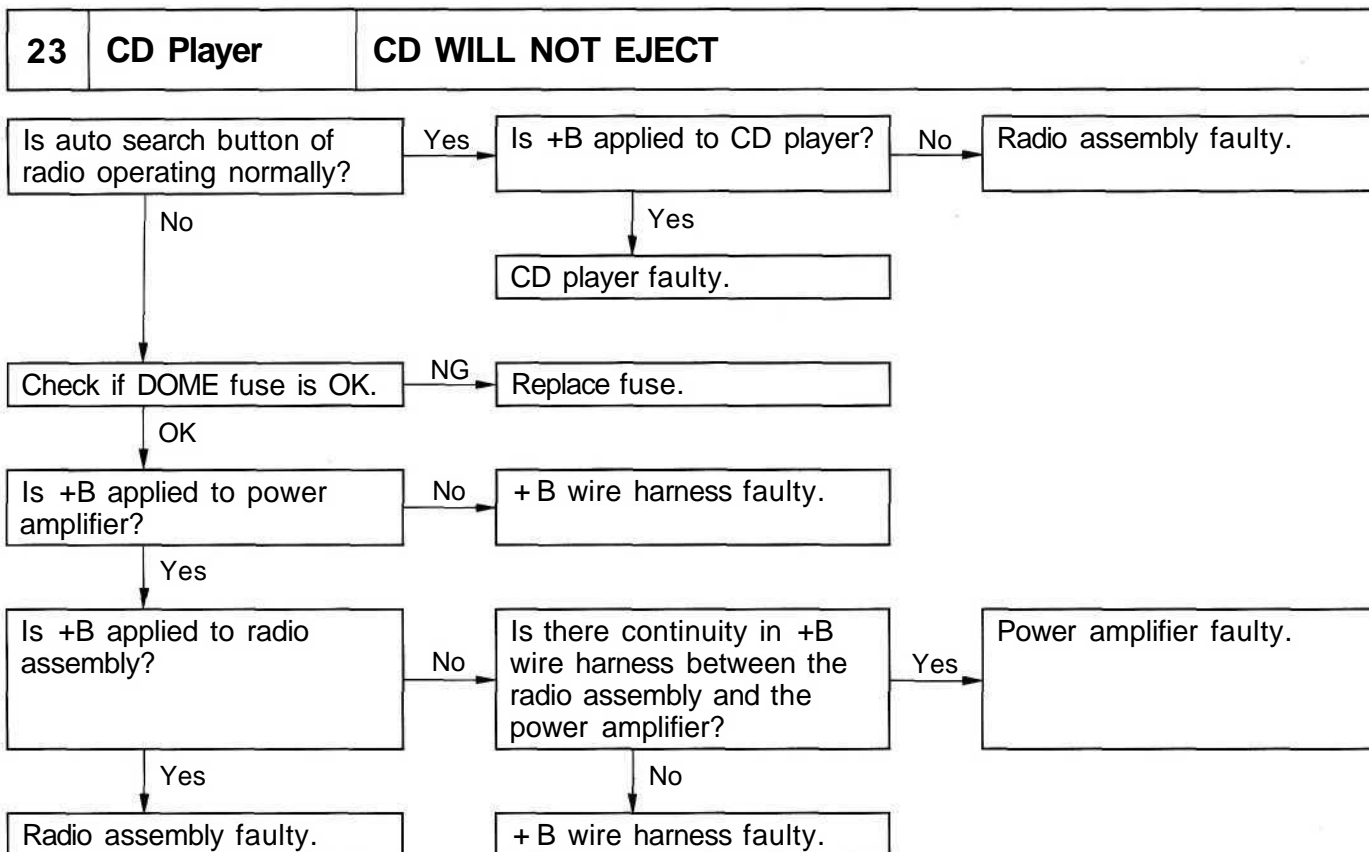 23 CD Player CD WILL NOT EJECT
Is auto search button of
radio operating normally?
Yes
Is +B applied to CD player?
No
Radio assembly faulty.
No
Yes
CD player faulty.
Check if DOME fuse is OK.
NG
Replace fuse.
OK
Is +B applied to power
amplifier?
No
+ B wire harness faulty.
Yes
Is +B applied to radio
assembly?
No
Is there continuity in +B
wire harness between the
radio assembly and the
power amplifier?
Yes
Power amplifier faulty.
Yes
No
Radio assembly faulty.
+ B wire harness faulty.